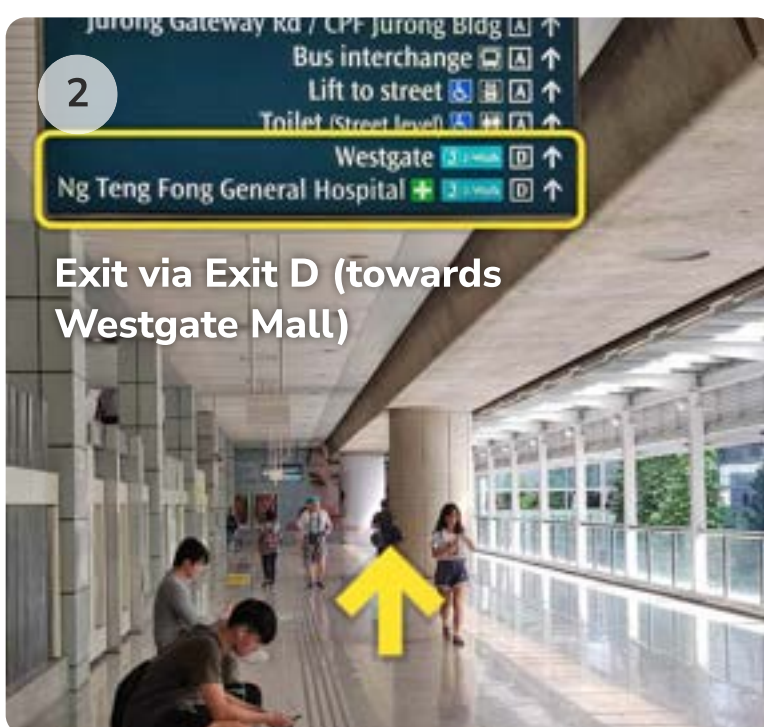 Jurong Gateway Rd / CPF Jurong Bldg A
Bus interchange A
2
Lift to street A
Toilet (Street level) A
Westgate D
Ng Teng Fong General Hospital D
Exit via Exit D (towards
Westgate Mall)